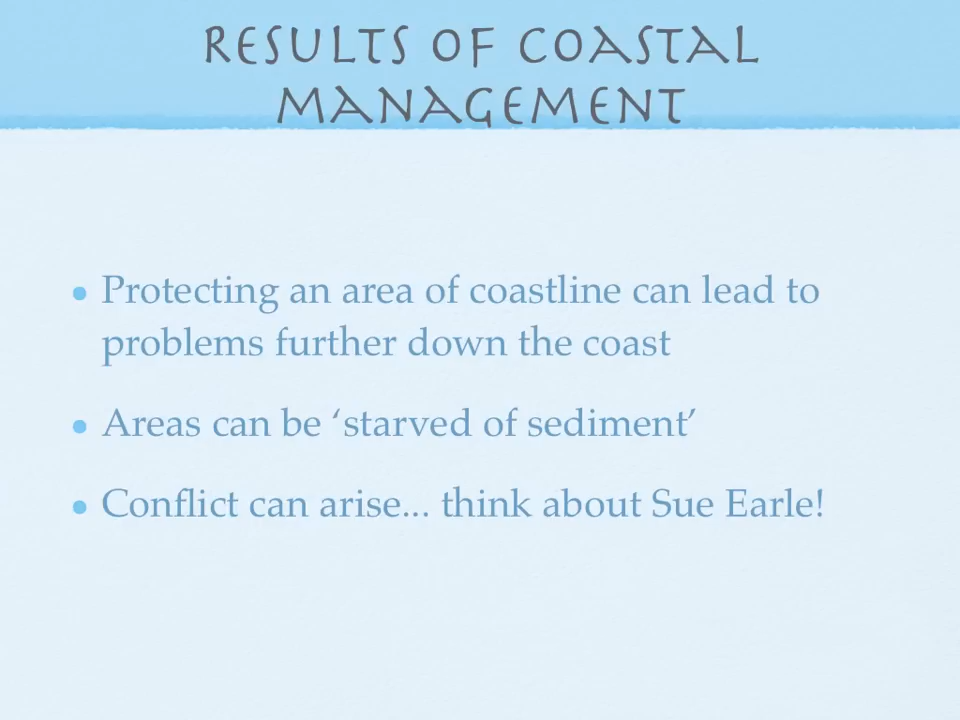 RESULTS OF COASTAL
MANAGEMENT
• Protecting an area of coastline can lead to
problems further down the coast
• Areas can be ‘starved of sediment’
• Conflict can arise... think about Sue Earle!